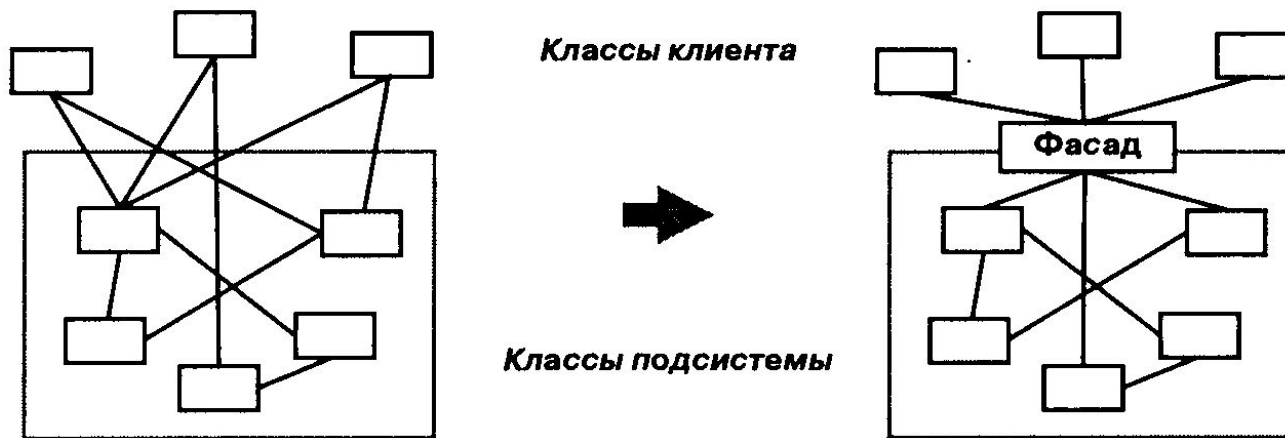 Классы клиента
Фасад
Классы подсистемы